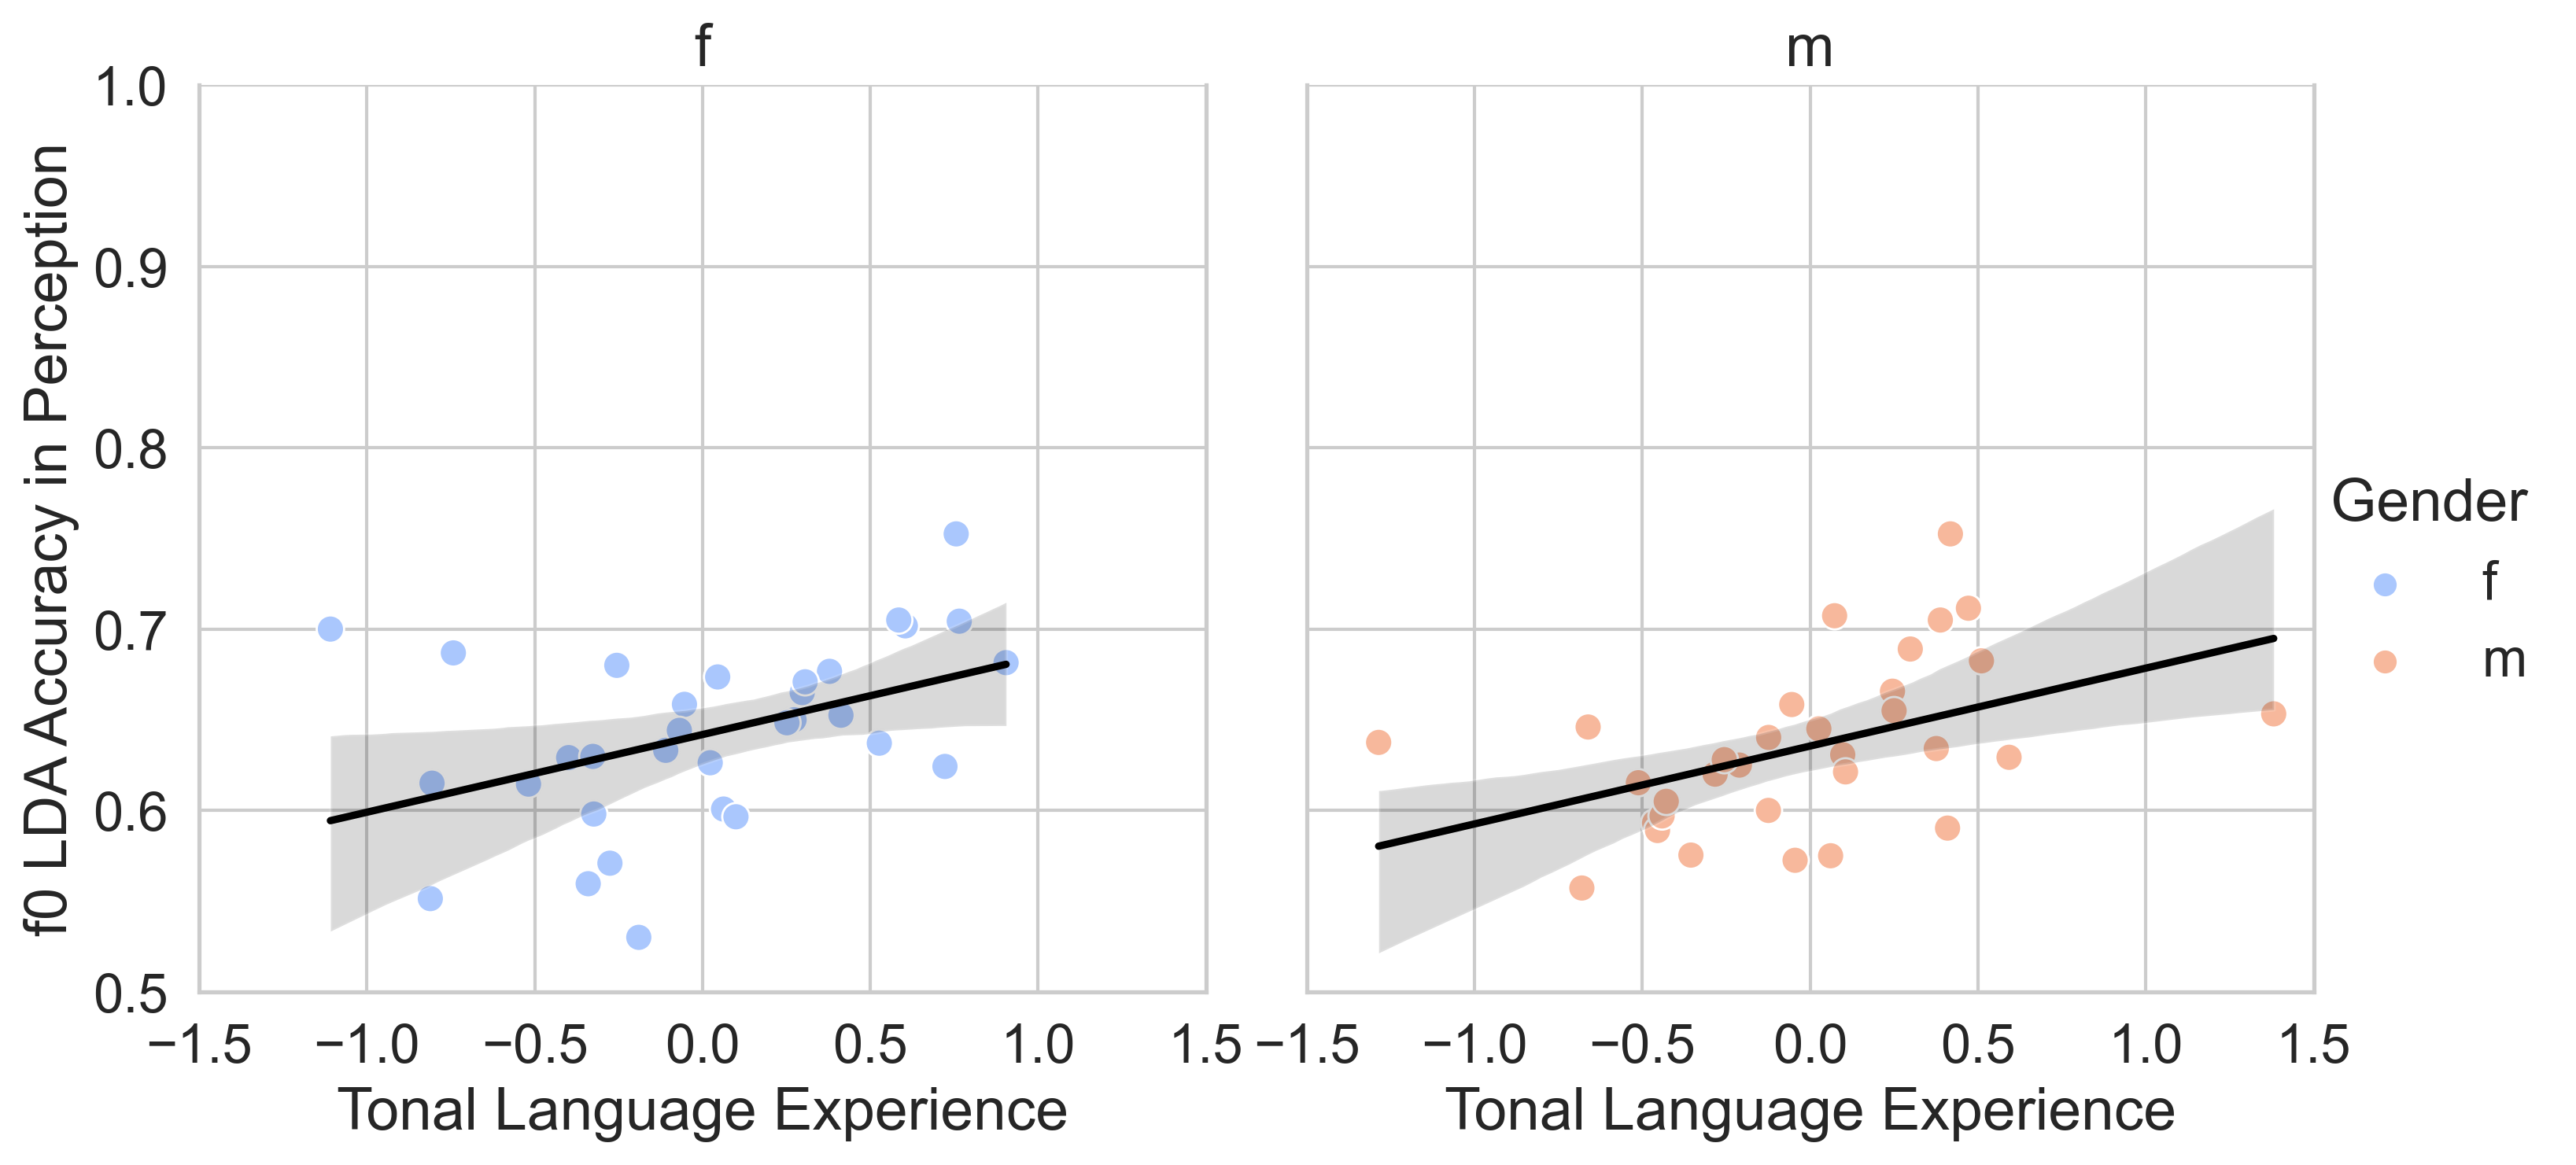 f
m
1.0
0.9
0.8
0.7
0.6
0.5
f0 LDA Accuracy in Perception
−1.5 −1.0 −0.5 0.0 0.5 1.0 1.5
−1.5 −1.0 −0.5 0.0 0.5 1.0 1.5
Tonal Language Experience
Tonal Language Experience
Gender
f
m